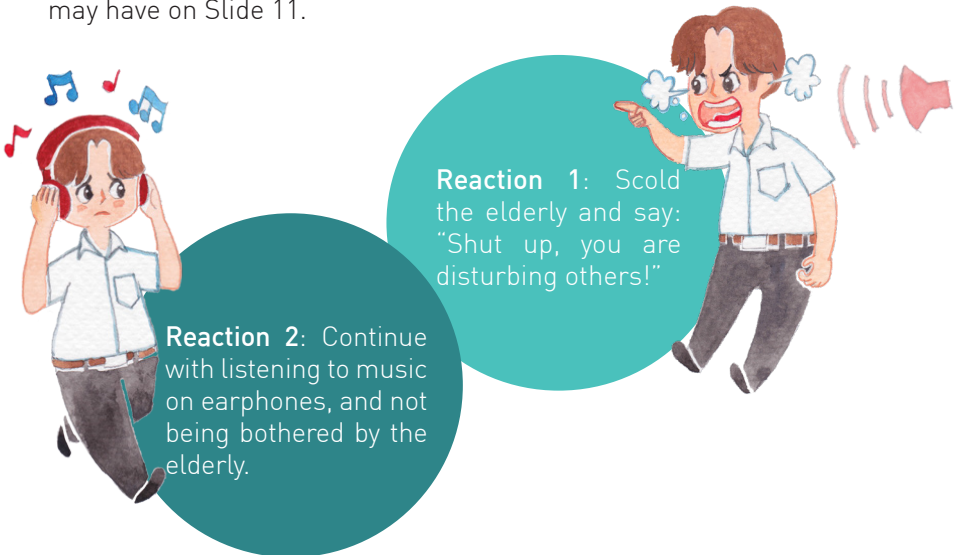 may have on Slide 11.
Reaction 1: Scold
the elderly and say:
“Shut up, you are
disturbing others!”
Reaction 2: Continue
with listening to music
on earphones, and not
being bothered by the
elderly.